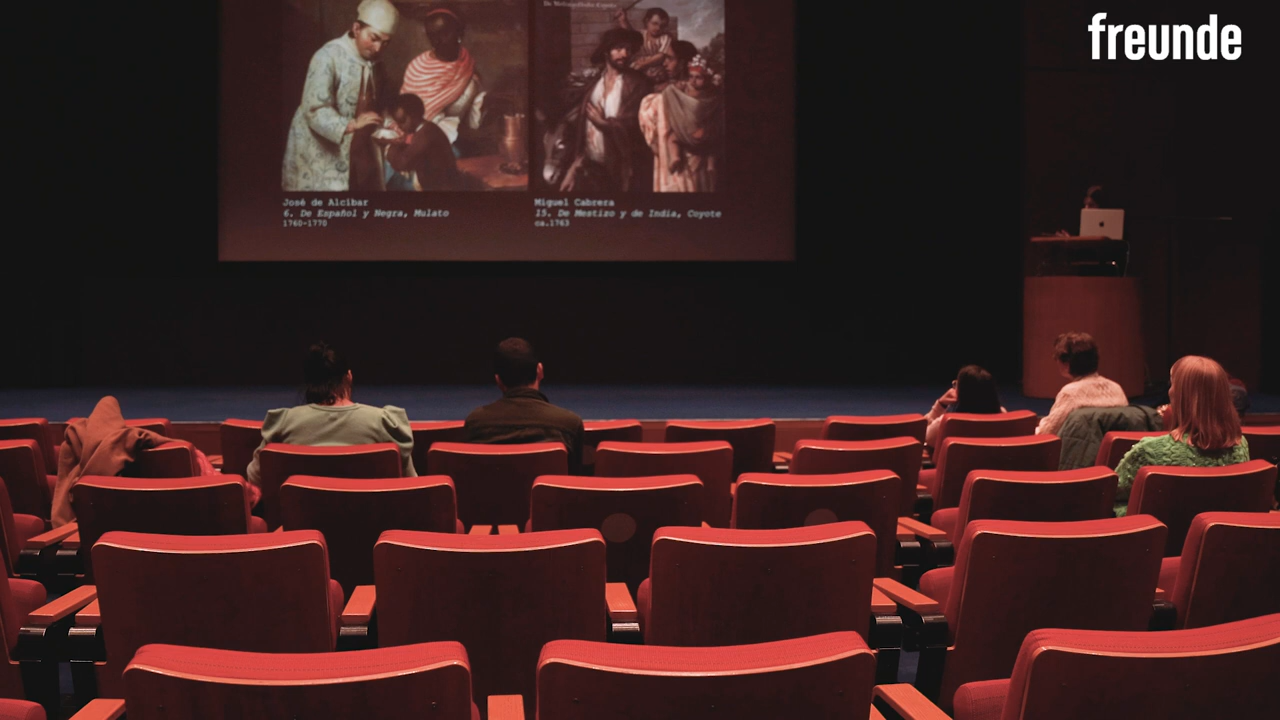 freunde
José de Alcíbar
6. De Español y Negra, Mulato
1760-1770
Miguel Cabrera
15. De Mestizo y de India, Coyote
ca.1763